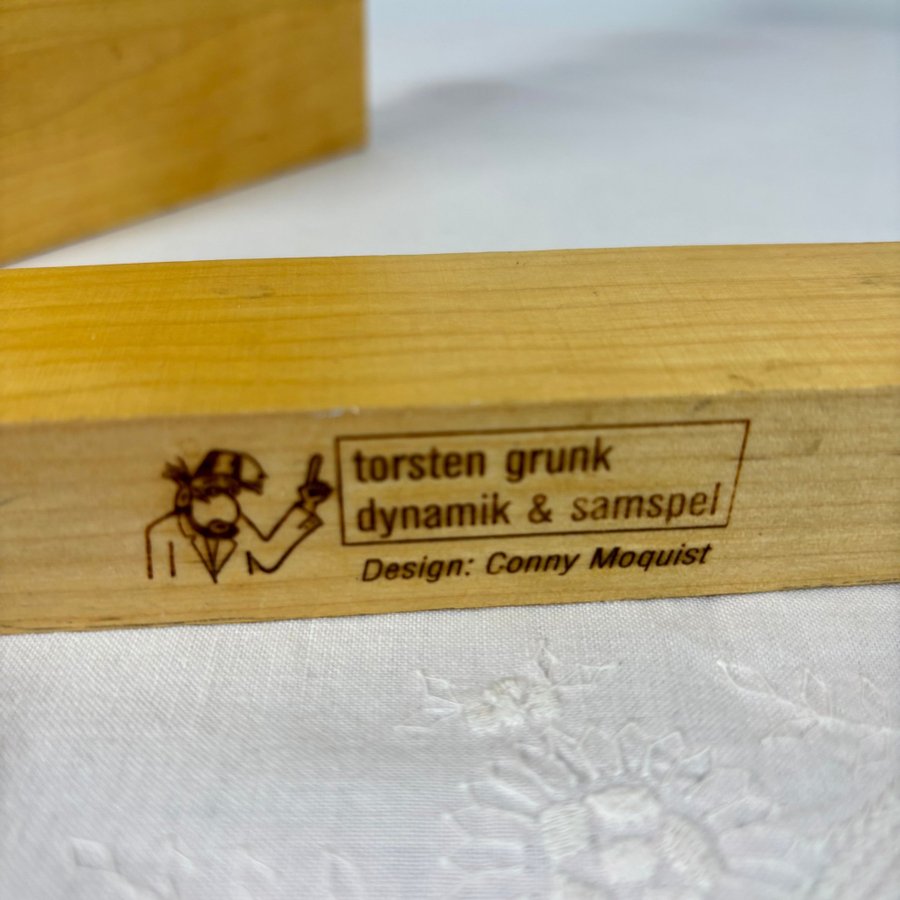 torsten grunk
dynamik & samspel
Design: Conny Moquist